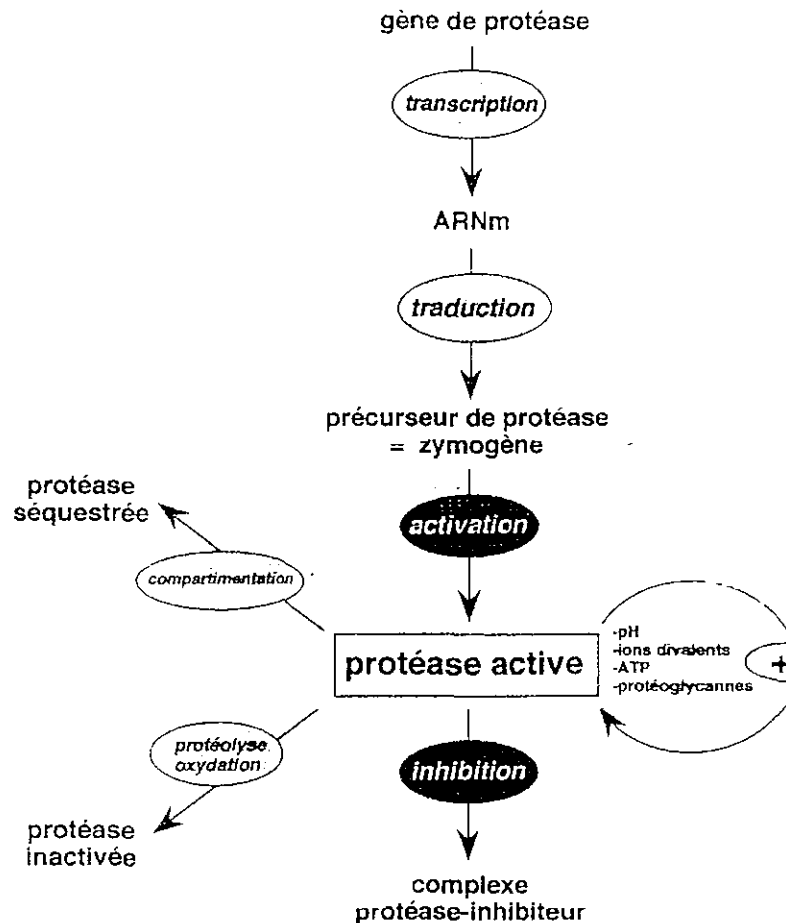 gène de protéase
transcription
ARNm
traduction
précurseur de protéase
= zymogène
activation
protéase
séquestrée
compartimentation
protéase active
-pH
-ions divalents
-ATP
-protéoglycannes
+
protéolyse
oxydation
inhibition
protéase
inactivée
complexe
protéase-inhibiteur